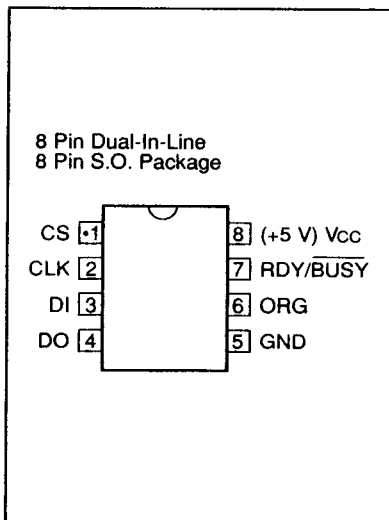 8 Pin Dual-In-Line
8 Pin S.O. Package
CS •1 8 (+5 V) Vcc
CLK 2 7 RDY/BUSY
DI 3 6 ORG
DO 4 5 GND